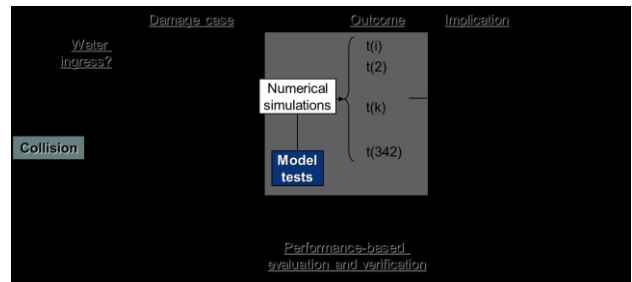 Damage case
Outcome
Implication
Water
ingress?
t(i)
t(2)
Numerical
simulations
t(k)
Collision
t(342)
Model
tests
Performance-based
evaluation and verification